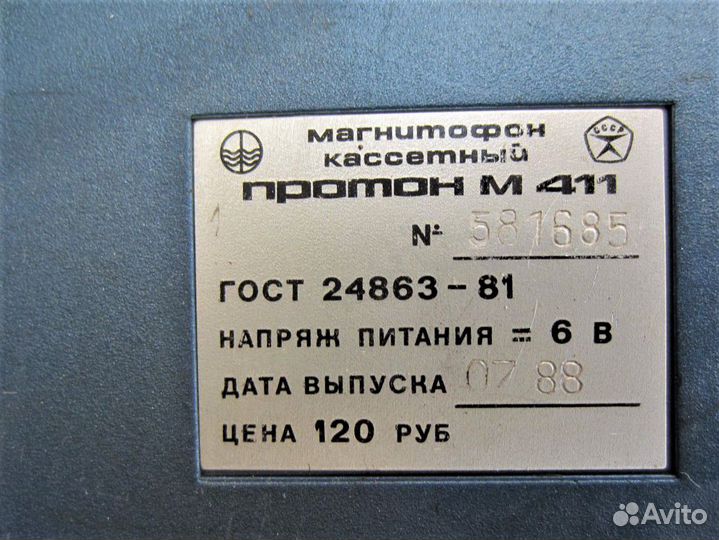 магнитофон
кассетный
СССР
протон М 411
1
№ 581685
ГОСТ 24863-81
НАПРЯЖ ПИТАНИЯ = 6 В
ДАТА ВЫПУСКА 07 88
ЦЕНА 120 РУБ
Avito